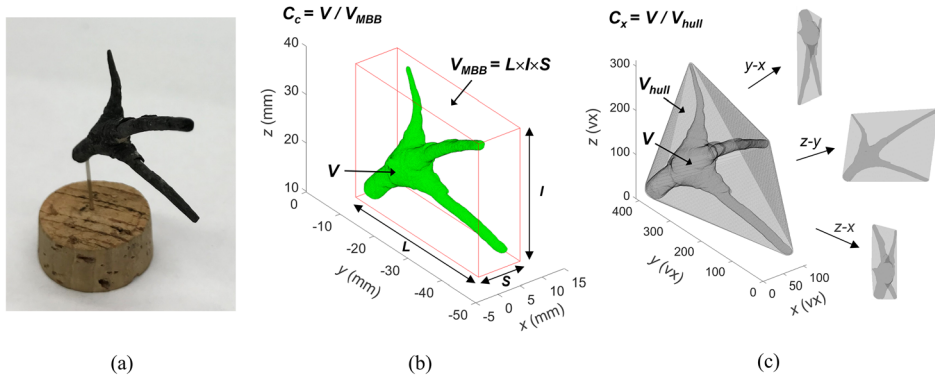 C_c = V / V_MBB
40
30
20
10
z (mm)
V_MBB = L×I×S
V
L
S
I
0
-10
-20
-30
-40
-50
y (mm)
-5
0
5
10
15
x (mm)
C_x = V / V_hull
300
200
100
0
z (vx)
V_hull
V
400
300
200
100
0
y (vx)
0
50
100
x (vx)
y-x
z-y
z-x
(a)
(b)
(c)